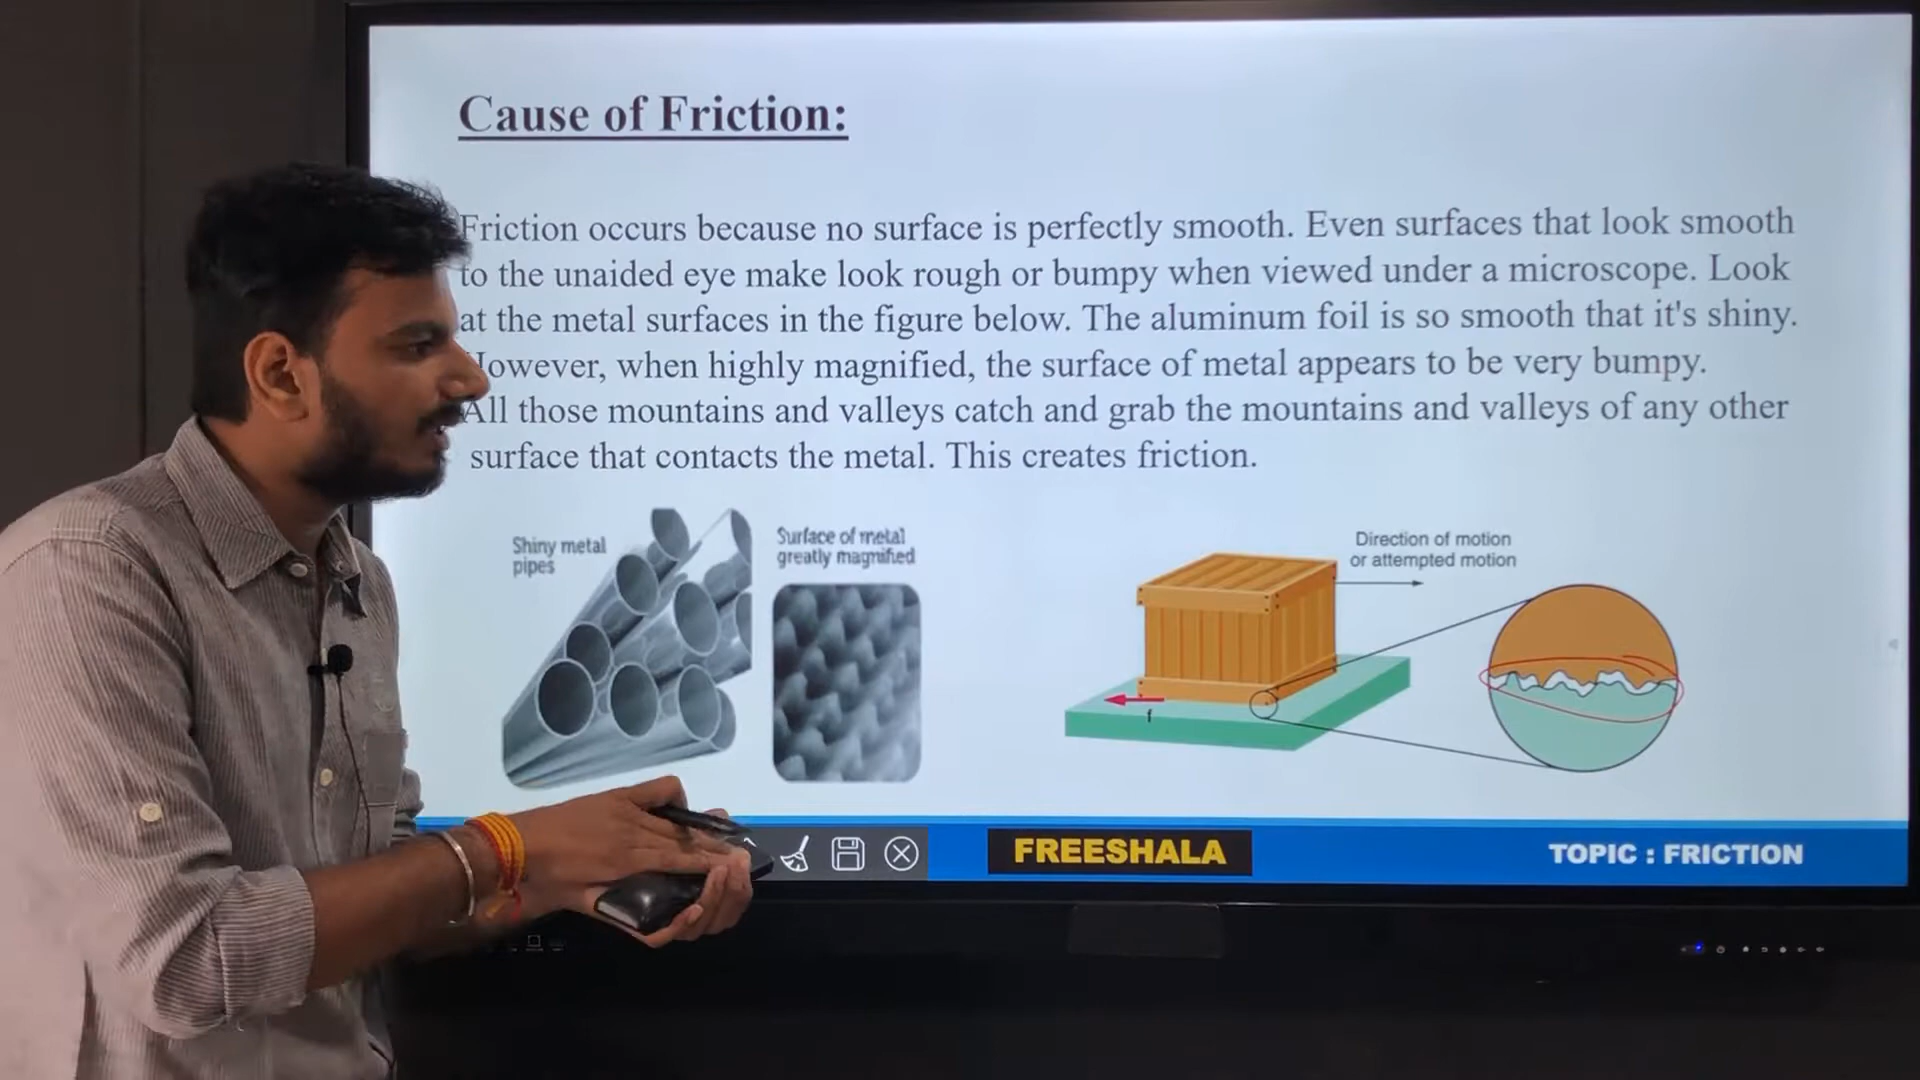 Cause of Friction:
Friction occurs because no surface is perfectly smooth. Even surfaces that look smooth
to the unaided eye make look rough or bumpy when viewed under a microscope. Look
at the metal surfaces in the figure below. The aluminum foil is so smooth that it's shiny.
However, when highly magnified, the surface of metal appears to be very bumpy.
All those mountains and valleys catch and grab the mountains and valleys of any other
surface that contacts the metal. This creates friction.
Shiny metal
pipes
Surface of metal
greatly magnified
Direction of motion
or attempted motion
f
FREESHALA
TOPIC : FRICTION